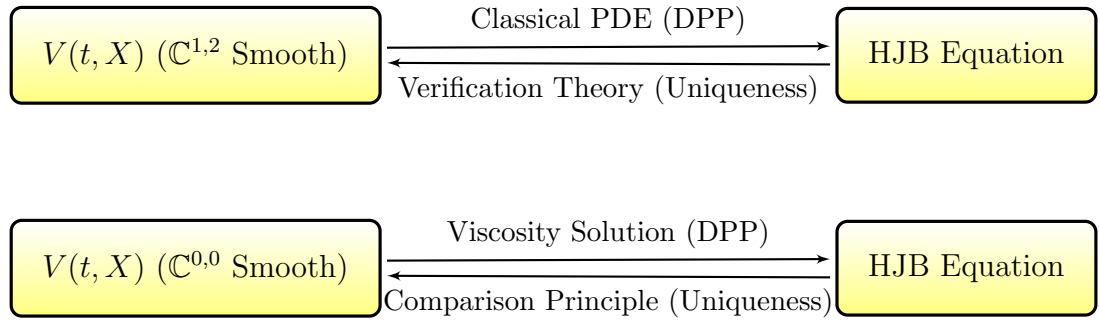 Classical PDE (DPP)
V(t, X) (ℂ^{1,2} Smooth)
HJB Equation
Verification Theory (Uniqueness)
Viscosity Solution (DPP)
V(t, X) (ℂ^{0,0} Smooth)
HJB Equation
Comparison Principle (Uniqueness)